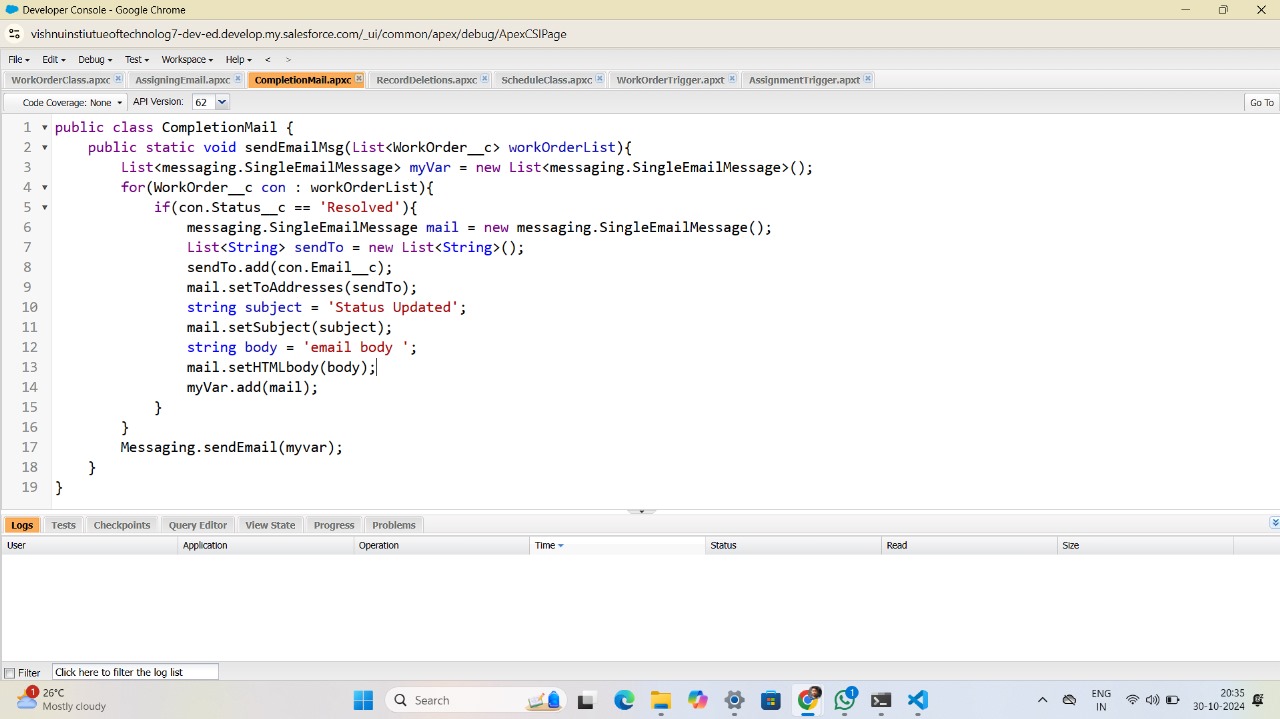 Developer Console - Google Chrome
vishnuinstiutueoftechnolog7-dev-ed.develop.my.salesforce.com/_ui/common/apex/debug/ApexCSIPage
File Edit Debug Test Workspace Help < >
WorkOrderClass.apxc AssigningEmail.apxc CompletionMail.apxc RecordDeletions.apxc ScheduleClass.apxc WorkOrderTrigger.apxt AssignmentTrigger.apxt
Code Coverage: None API Version: 62 Go To
1 public class CompletionMail {
2 public static void sendEmailMsg(List<WorkOrder__c> workOrderList){
3 List<messaging.SingleEmailMessage> myVar = new List<messaging.SingleEmailMessage>();
4 for(WorkOrder__c con : workOrderList){
5 if(con.Status__c == 'Resolved'){
6 messaging.SingleEmailMessage mail = new messaging.SingleEmailMessage();
7 List<String> sendTo = new List<String>();
8 sendTo.add(con.Email__c);
9 mail.setToAddresses(sendTo);
10 string subject = 'Status Updated';
11 mail.setSubject(subject);
12 string body = 'email body ';
13 mail.setHTMLbody(body);
14 myVar.add(mail);
15 }
16 }
17 Messaging.sendEmail(myvar);
18 }
19 }
Logs Tests Checkpoints Query Editor View State Progress Problems
User Application Operation Time Status Read Size
Filter Click here to filter the log list
1 26°C Search 1 ENG 20:35
Mostly cloudy IN 30-10-2024